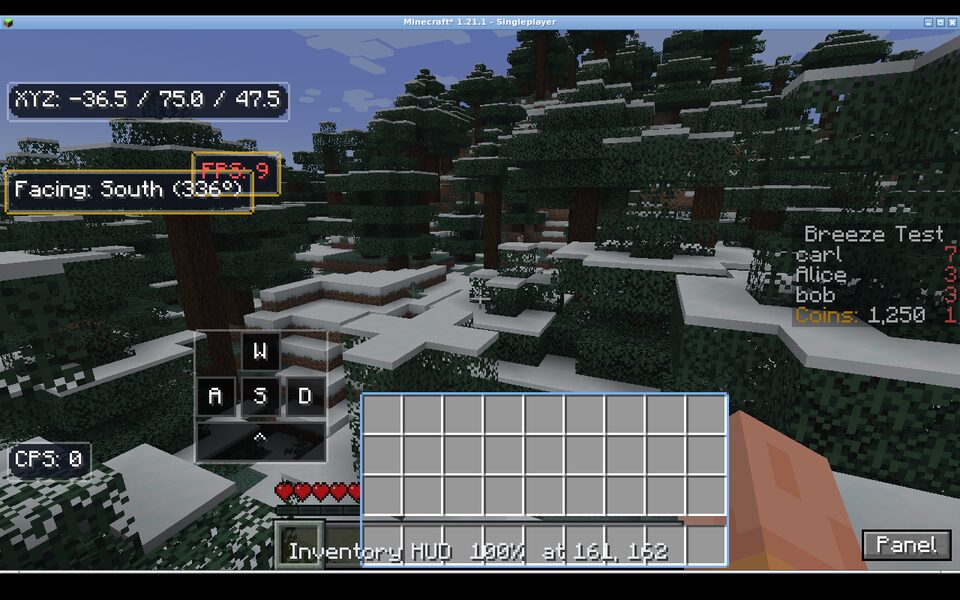 Minecraft* 1.21.1 - Singleplayer
XYZ: -36.5 / 75.0 / 47.5
FPS: 9
Facing: South (336°)
Breeze Test
carl 7
Alice 3
bob 3
Coins: 1,250 1
W
A S D
^
CPS: 0
Inventory HUD 100% at 161, 162
Panel